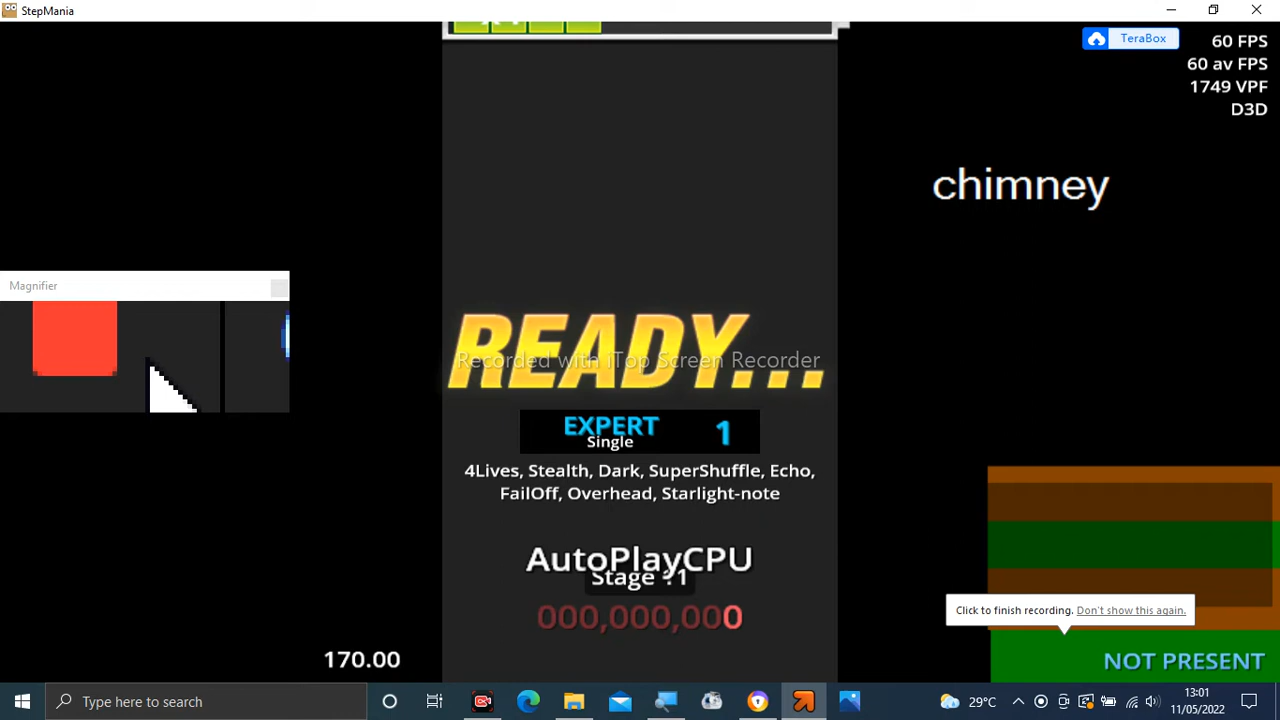 StepMania
TeraBox
60 FPS
60 av FPS
1749 VPF
D3D
chimney
Magnifier
READY...
Recorded with iTop Screen Recorder
EXPERT 1
Single
4Lives, Stealth, Dark, SuperShuffle, Echo,
FailOff, Overhead, Starlight-note
AutoPlayCPU
Stage
000,000,000
170.00
Click to finish recording. Don't show this again.
NOT PRESENT
Type here to search
29°C
13:01
11/05/2022